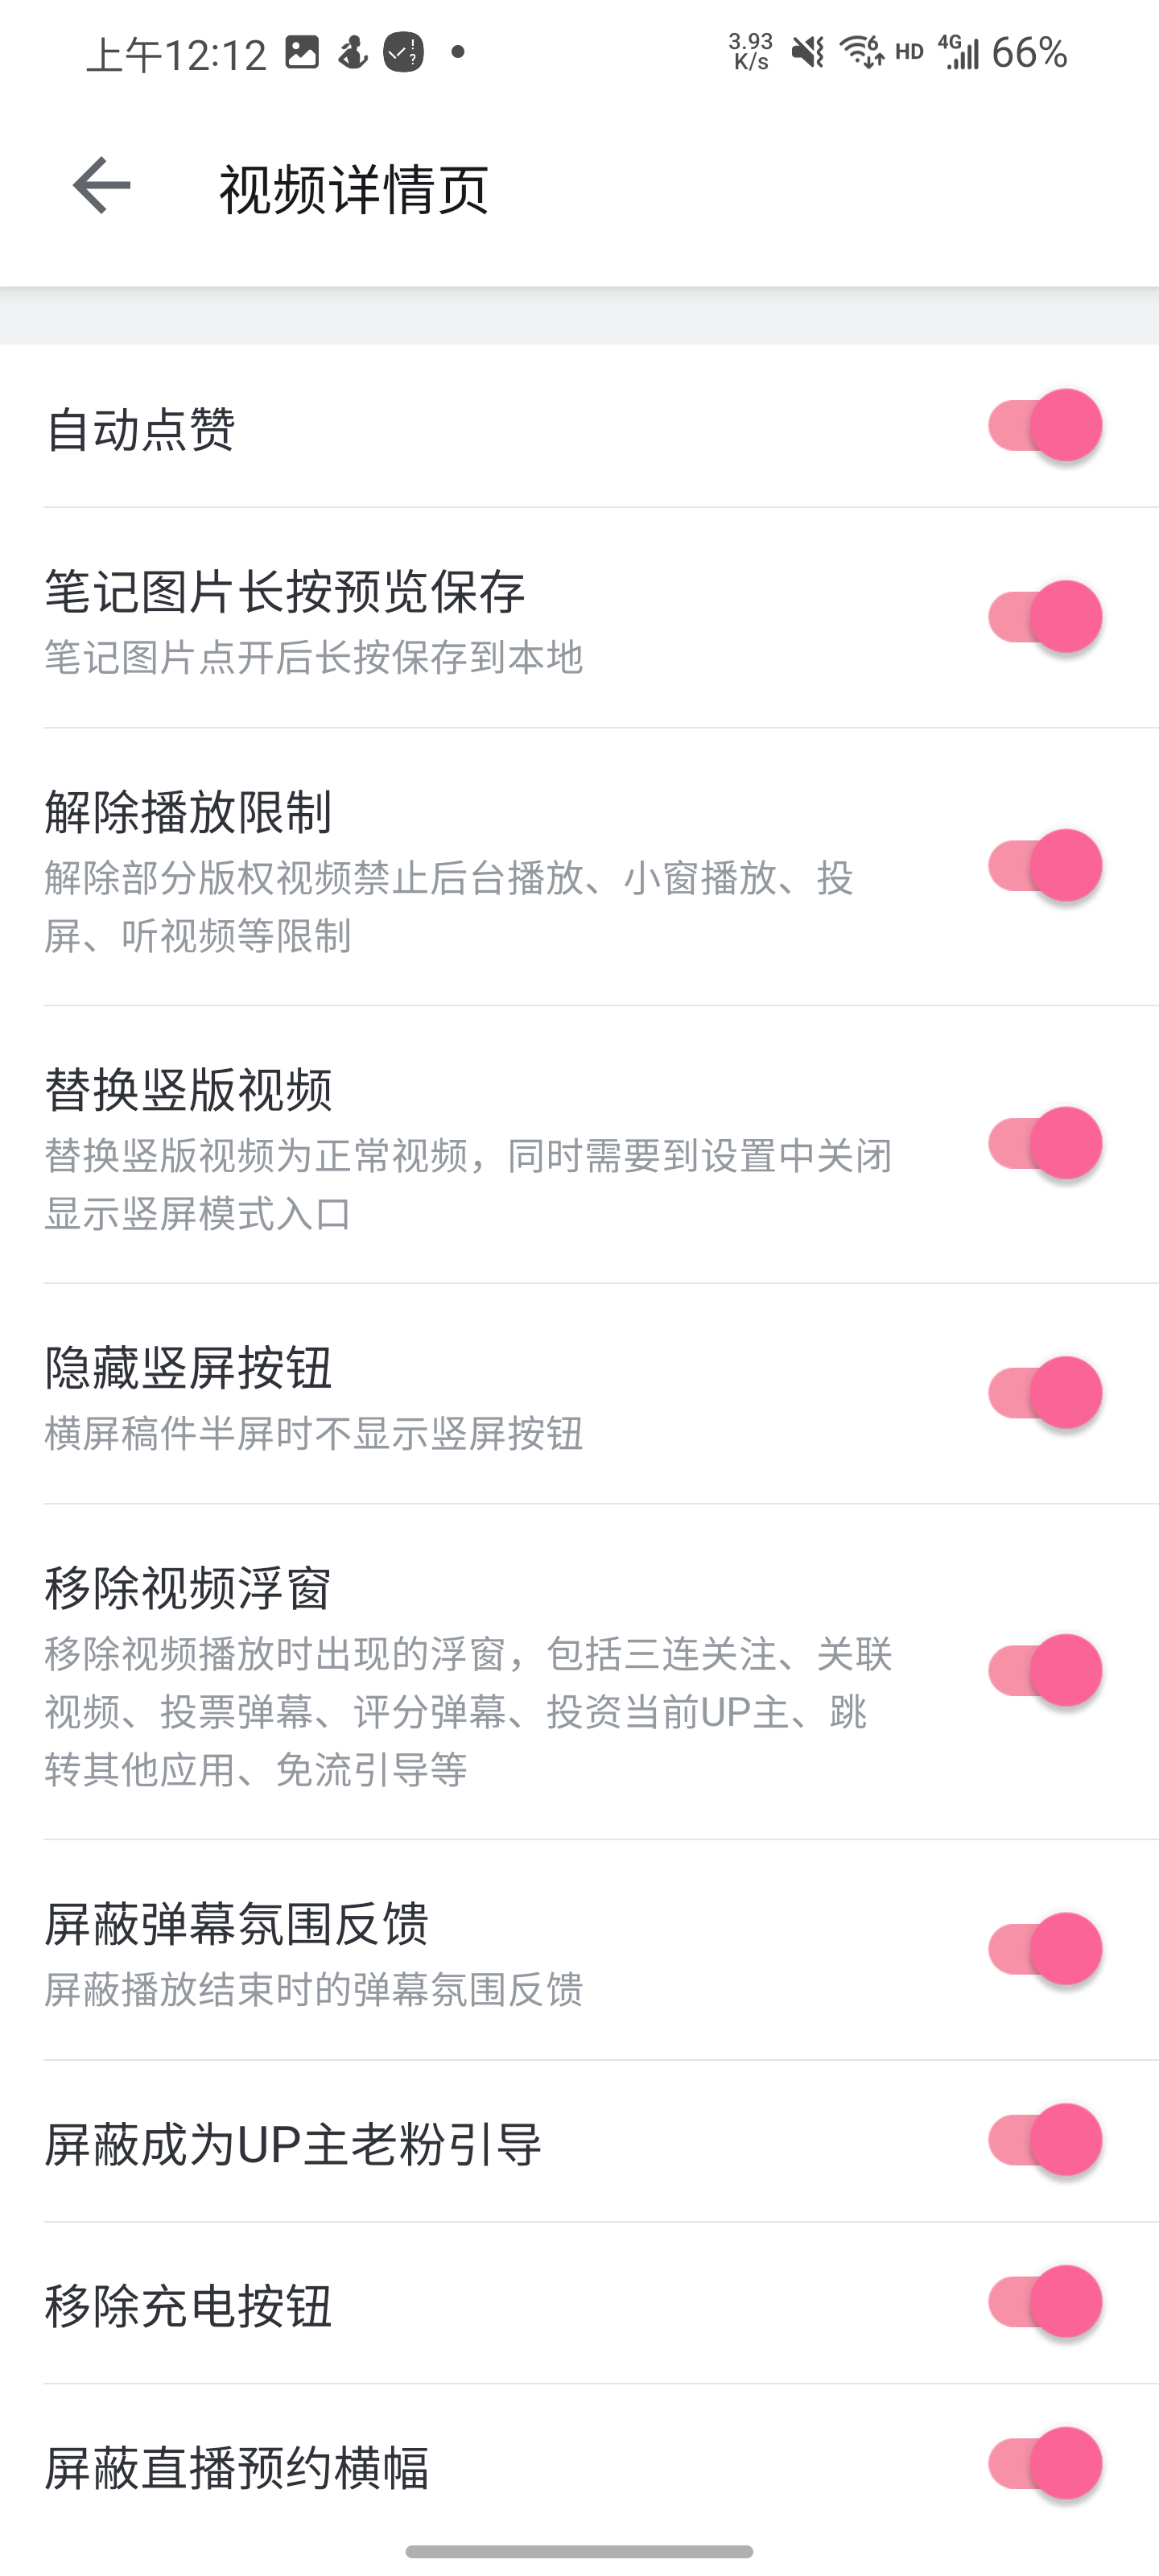 上午12:12
3.93
K/s
6
HD
4G
66%
视频详情页
自动点赞
笔记图片长按预览保存
笔记图片点开后长按保存到本地
解除播放限制
解除部分版权视频禁止后台播放、小窗播放、投
屏、听视频等限制
替换竖版视频
替换竖版视频为正常视频，同时需要到设置中关闭
显示竖屏模式入口
隐藏竖屏按钮
横屏稿件半屏时不显示竖屏按钮
移除视频浮窗
移除视频播放时出现的浮窗，包括三连关注、关联
视频、投票弹幕、评分弹幕、投资当前UP主、跳
转其他应用、免流引导等
屏蔽弹幕氛围反馈
屏蔽播放结束时的弹幕氛围反馈
屏蔽成为UP主老粉引导
移除充电按钮
屏蔽直播预约横幅